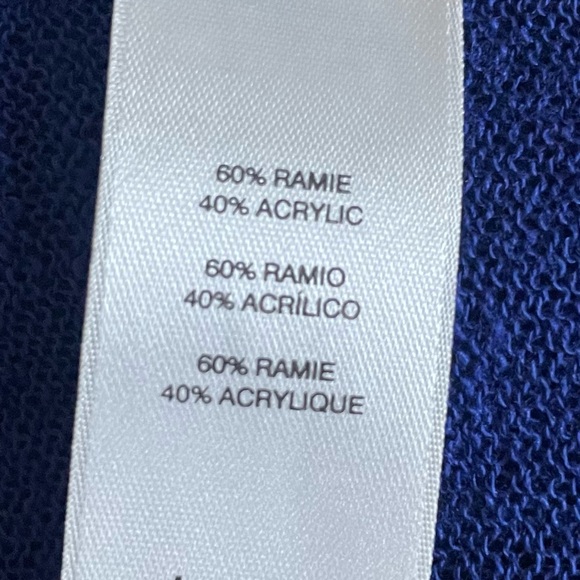 60% RAMIE
40% ACRYLIC
60% RAMIO
40% ACRÍLICO
60% RAMIE
40% ACRYLIQUE